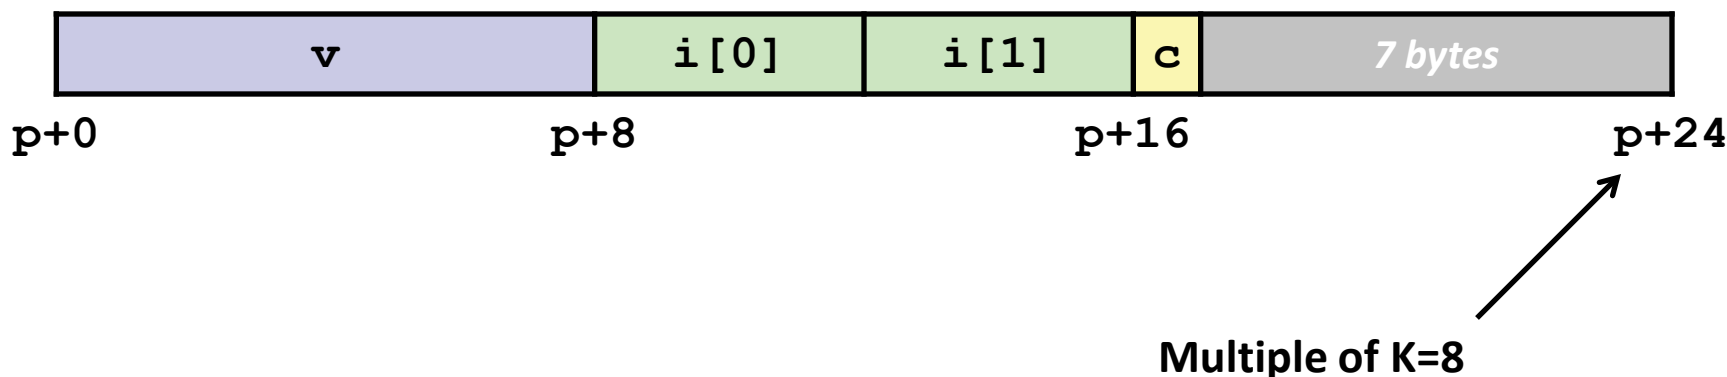 v i[0] i[1] c 7 bytes
p+0 p+8 p+16 p+24
Multiple of K=8